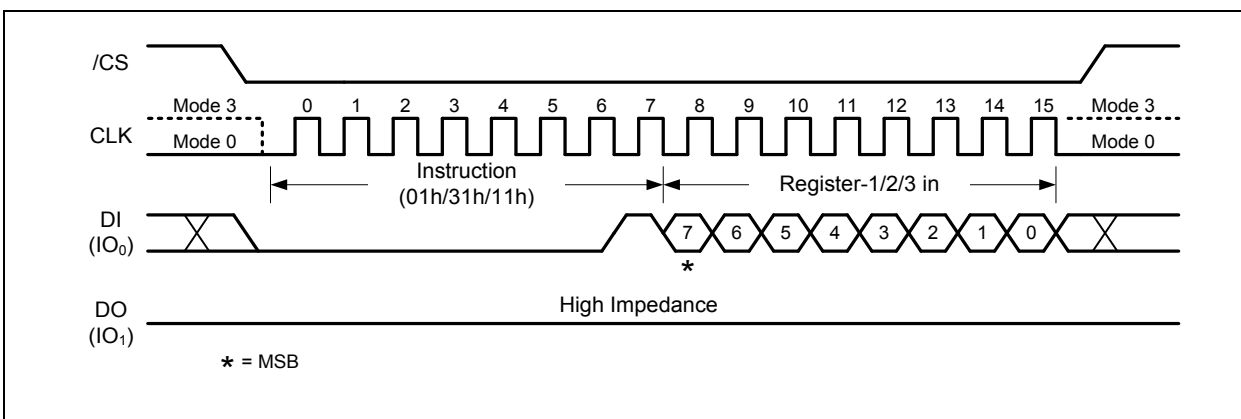 /CS
Mode 3 0 1 2 3 4 5 6 7 8 9 10 11 12 13 14 15 Mode 3
CLK Mode 0 Mode 0
Instruction
(01h/31h/11h)
Register-1/2/3 in
DI
(IO₀)
7 6 5 4 3 2 1 0
*
High Impedance
DO
(IO₁)
* = MSB